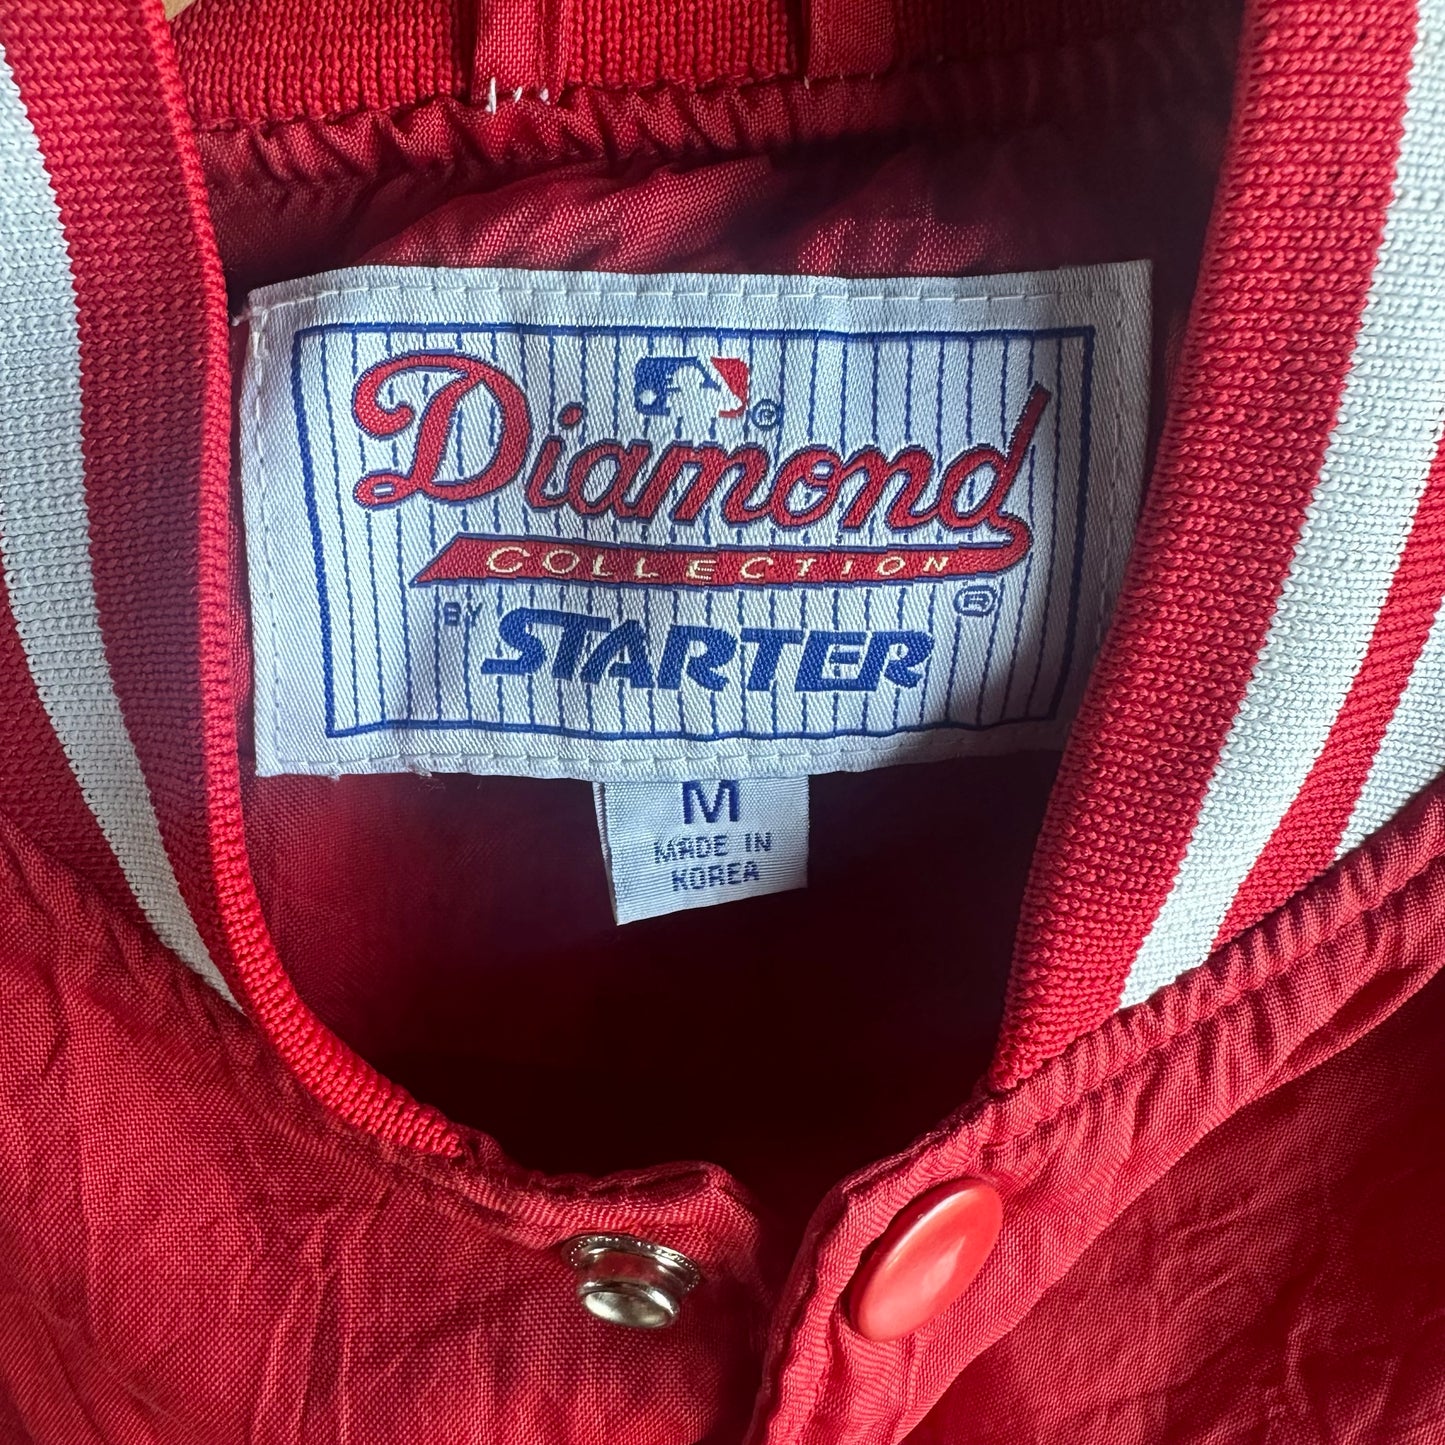 ®
Diamond
COLLECTION
BY STARTER ®
M
MADE IN
KOREA